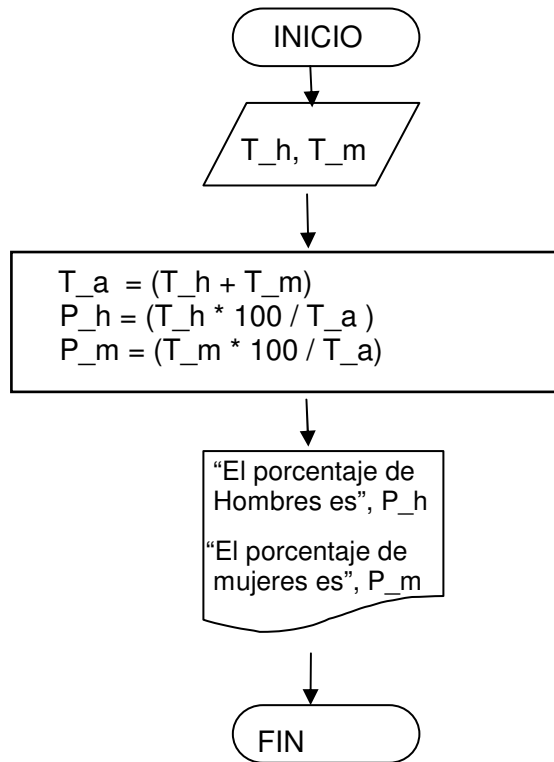 INICIO
T_h, T_m
T_a = (T_h + T_m)
P_h = (T_h * 100 / T_a )
P_m = (T_m * 100 / T_a)
“El porcentaje de
Hombres es”, P_h
“El porcentaje de
mujeres es”, P_m
FIN